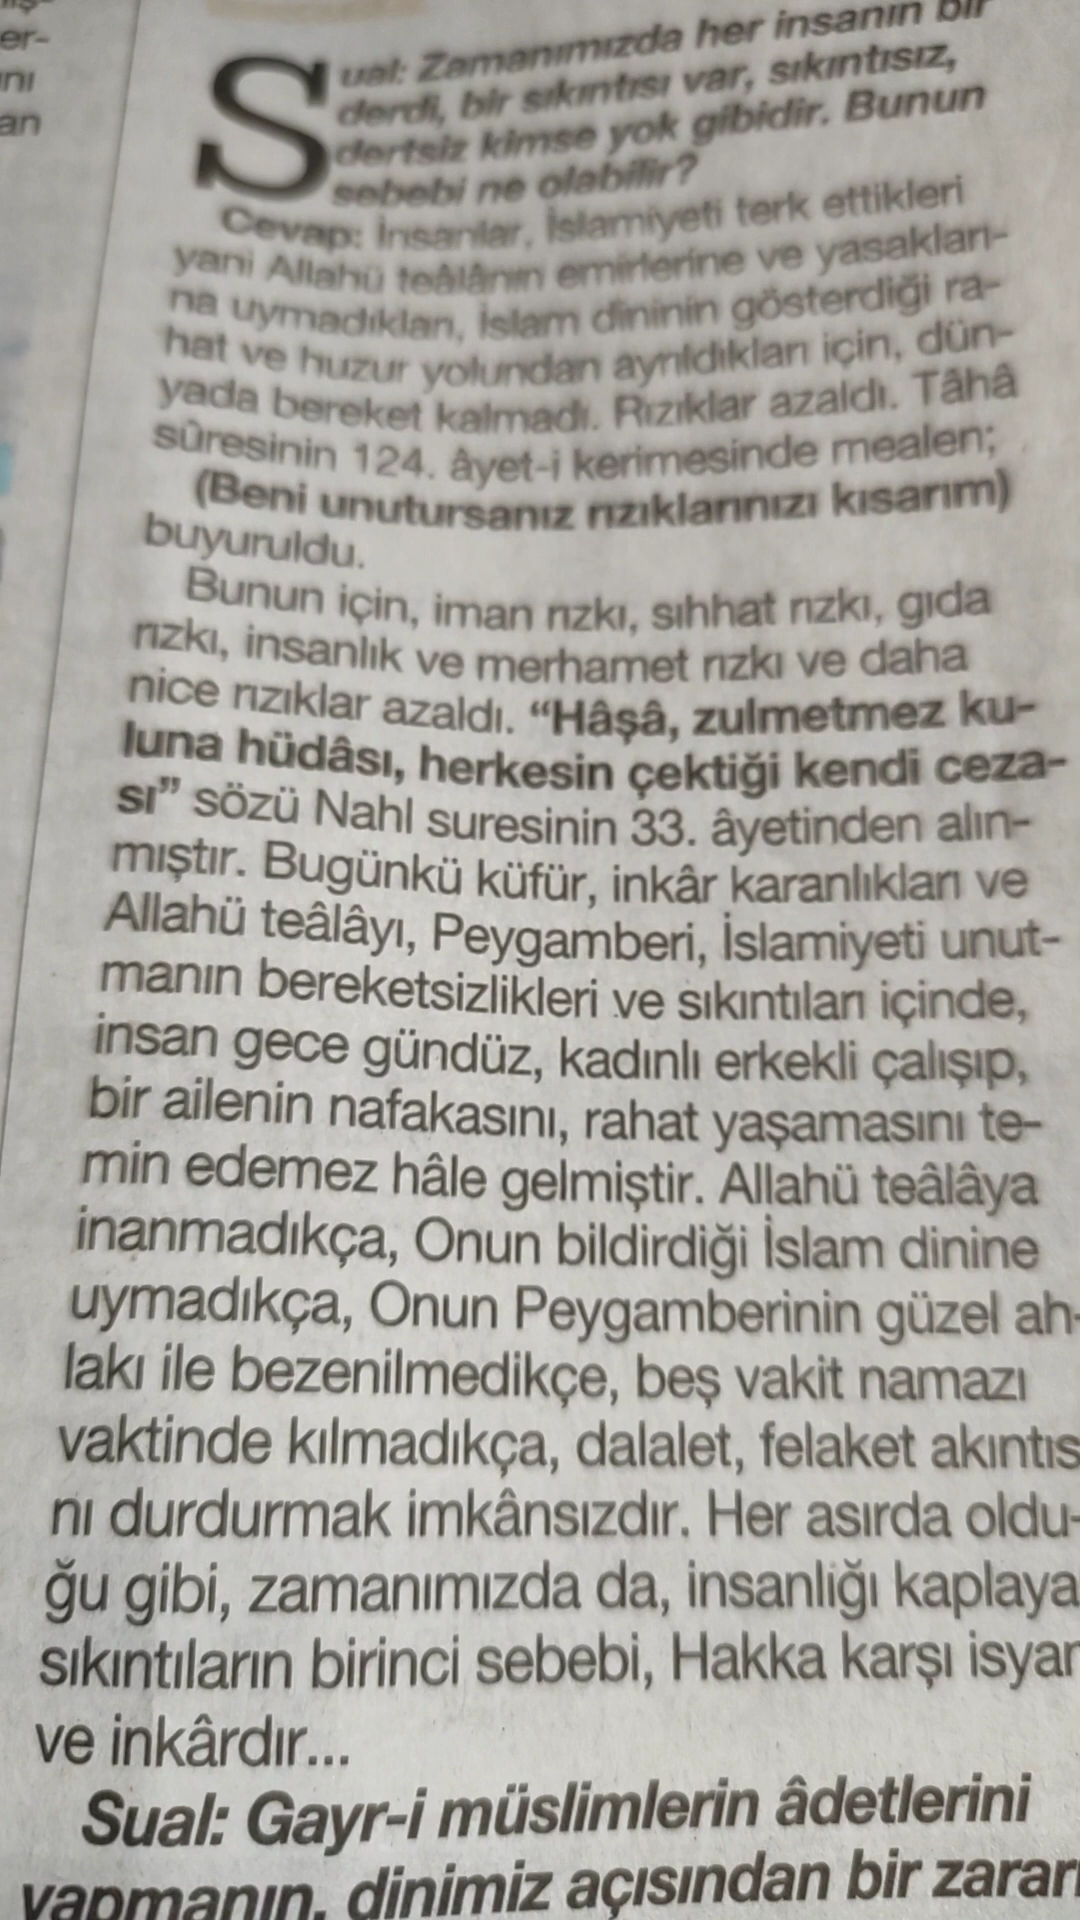 er-
nı
an
Sual: Zamanımızda her insanın bir
derdi, bir sıkıntısı var, sıkıntısız,
dertsiz kimse yok gibidir. Bunun
sebebi ne olabilir?
Cevap: İnsanlar, İslamiyeti terk ettikleri
yani Allahü teâlânın emirlerine ve yasakları-
na uymadıkları, İslam dininin gösterdiği ra-
hat ve huzur yolundan ayrıldıkları için, dün-
yada bereket kalmadı. Rızıklar azaldı. Tâhâ
sûresinin 124. âyet-i kerimesinde mealen;
(Beni unutursanız rızıklarınızı kısarım)
buyuruldu.
Bunun için, iman rızkı, sıhhat rızkı, gıda
rızkı, insanlık ve merhamet rızkı ve daha
nice rızıklar azaldı. “Hâşâ, zulmetmez ku-
luna hüdâsı, herkesin çektiği kendi ceza-
sı” sözü Nahl suresinin 33. âyetinden alın-
mıştır. Bugünkü küfür, inkâr karanlıkları ve
Allahü teâlâyı, Peygamberi, İslamiyeti unut-
manın bereketsizlikleri ve sıkıntıları içinde,
insan gece gündüz, kadınlı erkekli çalışıp,
bir ailenin nafakasını, rahat yaşamasını te-
min edemez hâle gelmiştir. Allahü teâlâya
inanmadıkça, Onun bildirdiği İslam dinine
uymadıkça, Onun Peygamberinin güzel ah-
lakı ile bezenilmedikçe, beş vakit namazı
vaktinde kılmadıkça, dalalet, felaket akıntıs
nı durdurmak imkânsızdır. Her asırda oldu-
ğu gibi, zamanımızda da, insanlığı kaplaya
sıkıntıların birinci sebebi, Hakka karşı isyan
ve inkârdır...
Sual: Gayr-i müslimlerin âdetlerini
yapmanın, dinimiz açısından bir zararı